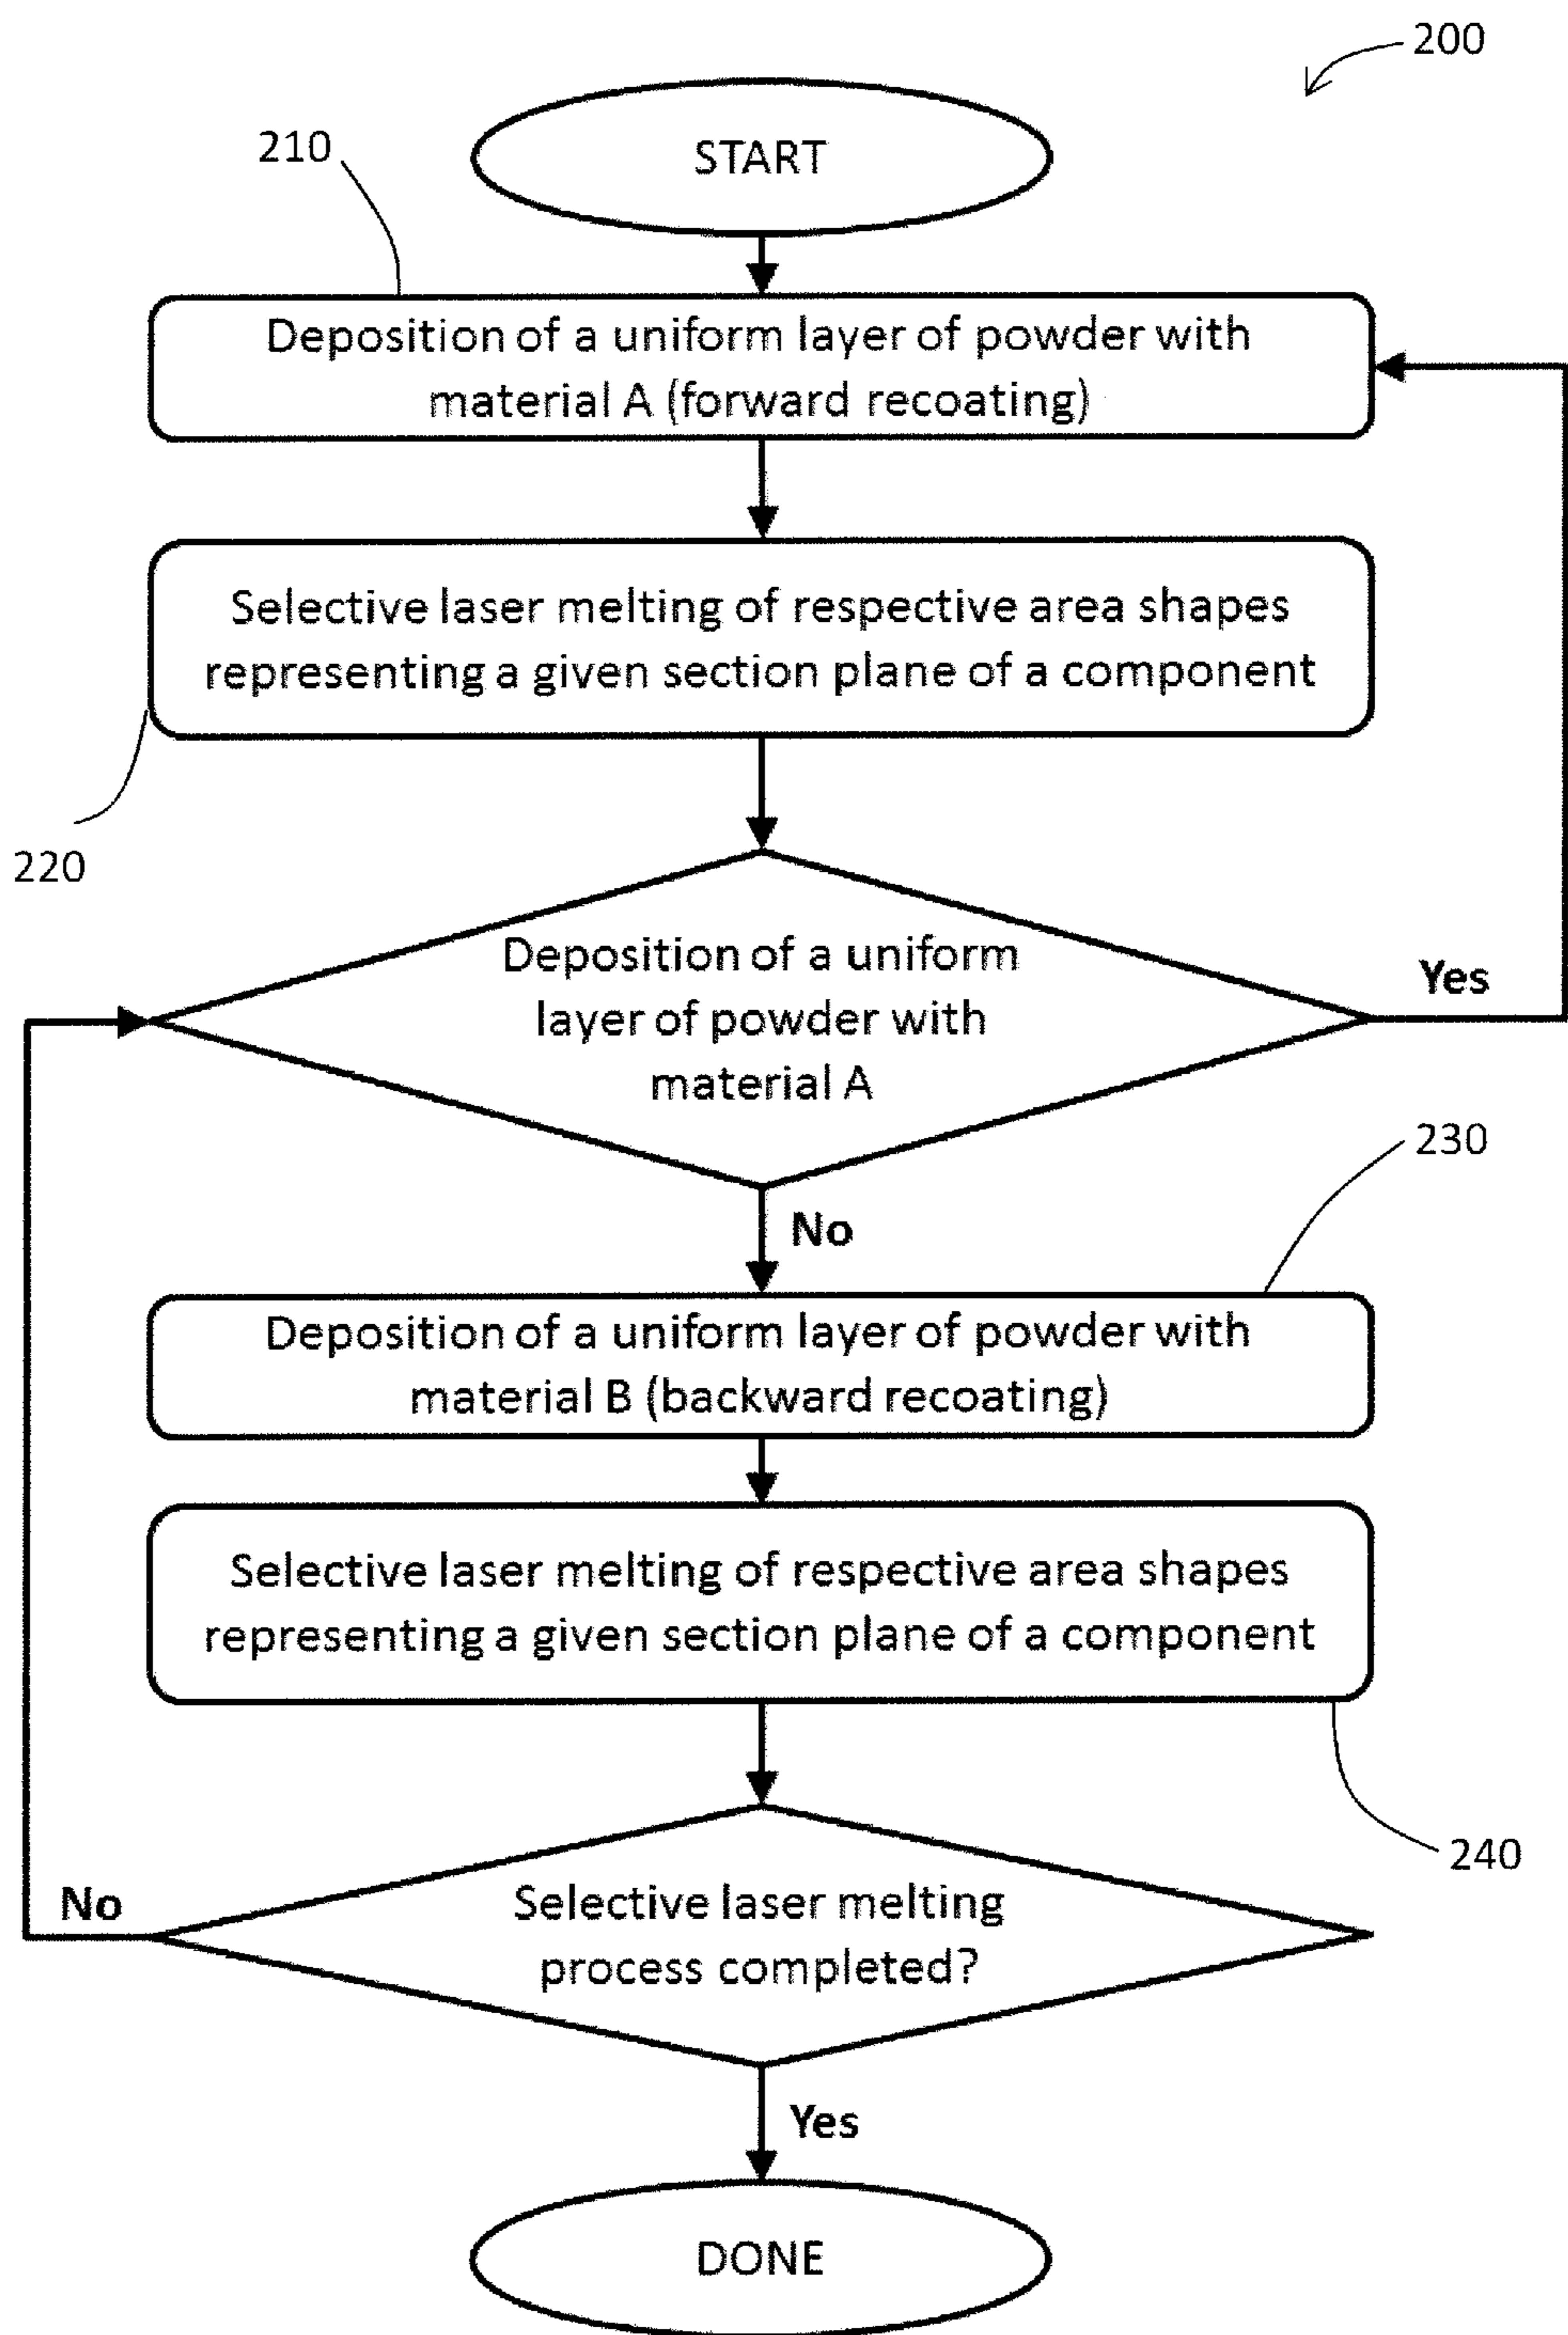 200
START
210
Deposition of a uniform layer of powder with
material A (forward recoating)
Selective laser melting of respective area shapes
representing a given section plane of a component
220
Deposition of a uniform
layer of powder with
material A
Yes
230
No
Deposition of a uniform layer of powder with
material B (backward recoating)
Selective laser melting of respective area shapes
representing a given section plane of a component
240
No
Selective laser melting
process completed?
Yes
DONE